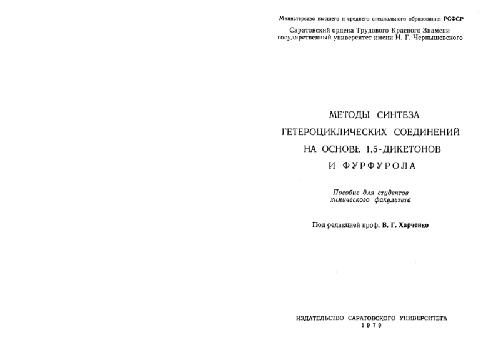 Министерство высшего и среднего специального образования РСФСР
Саратовский ордена Трудового Красного Знамени
государственный университет имени Н. Г. Чернышевского
МЕТОДЫ СИНТЕЗА
ГЕТЕРОЦИКЛИЧЕСКИХ СОЕДИНЕНИЙ
НА ОСНОВЕ 1,5-ДИКЕТОНОВ
И ФУРФУРОЛА
Пособие для студентов
химического факультета
Под редакцией проф. В. Г. Харченко
ИЗДАТЕЛЬСТВО САРАТОВСКОГО УНИВЕРСИТЕТА
1979